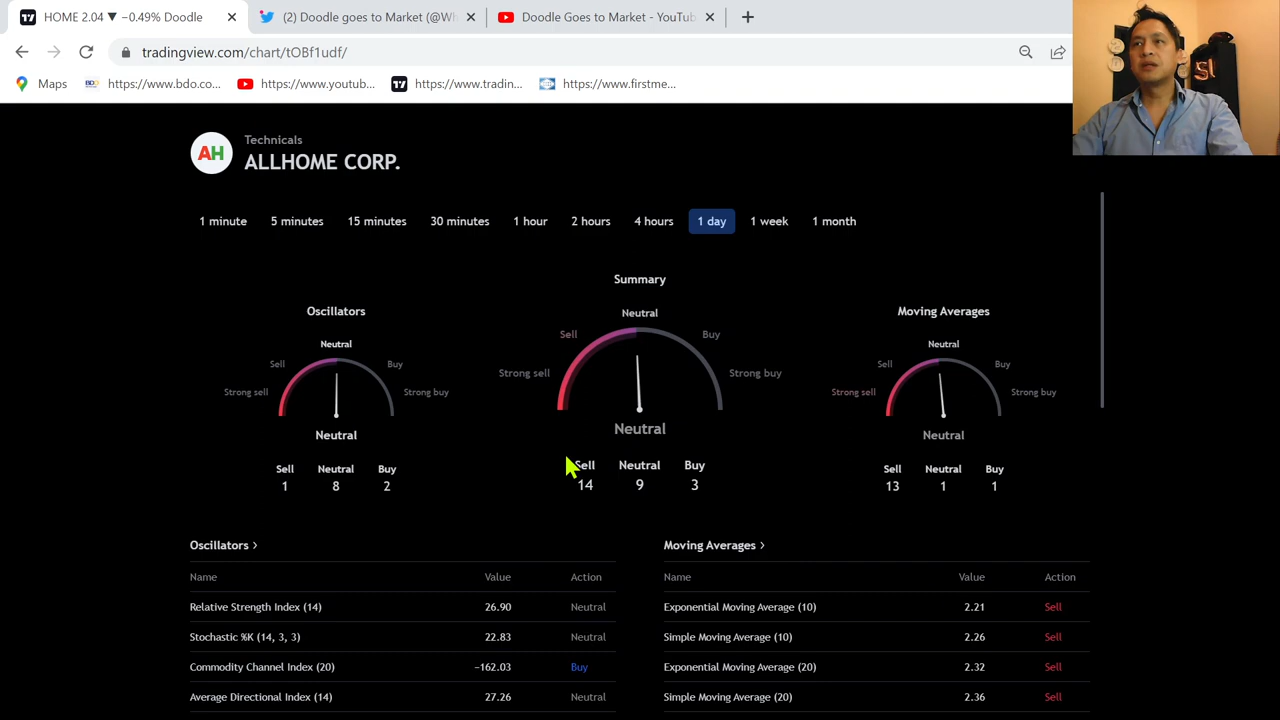 HOME 2.04 ▼ −0.49% Doodle
(2) Doodle goes to Market (@Wh
Doodle Goes to Market - YouTub
tradingview.com/chart/tOBf1udf/
Maps
BDO
https://www.bdo.co...
https://www.youtub...
https://www.tradin...
https://www.firstme...
sl
AH
Technicals
ALLHOME CORP.
1 minute 5 minutes 15 minutes 30 minutes 1 hour 2 hours 4 hours 1 day 1 week 1 month
Summary
Neutral
Sell Buy
Strong sell Strong buy
Neutral
Sell Neutral Buy
14 9 3
Oscillators
Neutral
Sell Buy
Strong sell Strong buy
Neutral
Sell Neutral Buy
1 8 2
Moving Averages
Neutral
Sell Buy
Strong sell Strong buy
Neutral
Sell Neutral Buy
13 1 1
Oscillators >
Name Value Action
Relative Strength Index (14) 26.90 Neutral
Stochastic %K (14, 3, 3) 22.83 Neutral
Commodity Channel Index (20) −162.03 Buy
Average Directional Index (14) 27.26 Neutral
Moving Averages >
Name Value Action
Exponential Moving Average (10) 2.21 Sell
Simple Moving Average (10) 2.26 Sell
Exponential Moving Average (20) 2.32 Sell
Simple Moving Average (20) 2.36 Sell